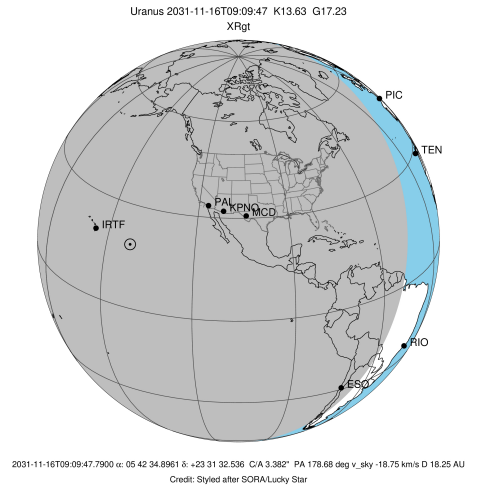 Uranus 2031-11-16T09:09:47 K13.63 G17.23
XRgt
PIC
TEN
PAL
KPNO
MCD
IRTF
RIO
ESO
2031-11-16T09:09:47.7900 α: 05 42 34.8961 δ: +23 31 32.536 C/A 3.382" PA 178.68 deg v_sky -18.75 km/s D 18.25 AU
Credit: Styled after SORA/Lucky Star